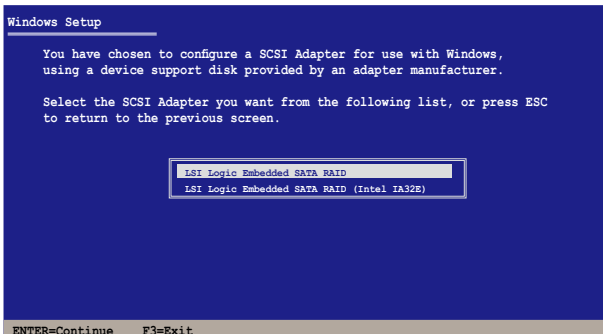 Windows Setup
You have chosen to configure a SCSI Adapter for use with Windows,
using a device support disk provided by an adapter manufacturer.
Select the SCSI Adapter you want from the following list, or press ESC
to return to the previous screen.
LSI Logic Embedded SATA RAID
LSI Logic Embedded SATA RAID (Intel IA32E)
ENTER=Continue F3=Exit